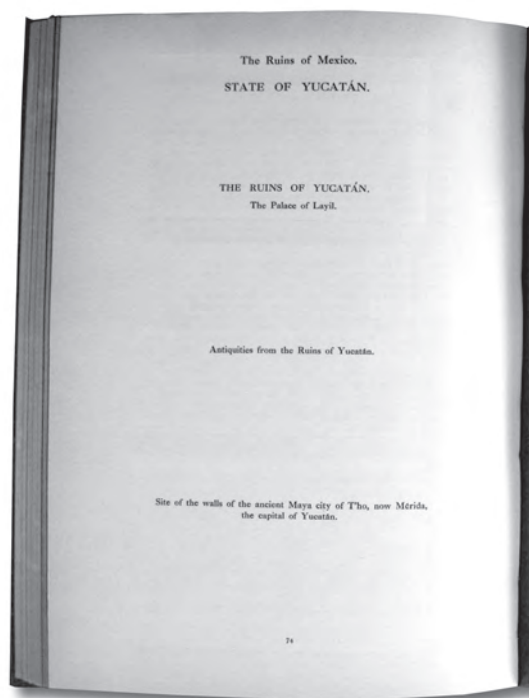 The Ruins of Mexico.
STATE OF YUCATÁN.
THE RUINS OF YUCATÁN.
The Palace of Layil.
Antiquities from the Ruins of Yucatán.
Site of the walls of the ancient Maya city of T'ho, now Mérida,
the capital of Yucatán.
74